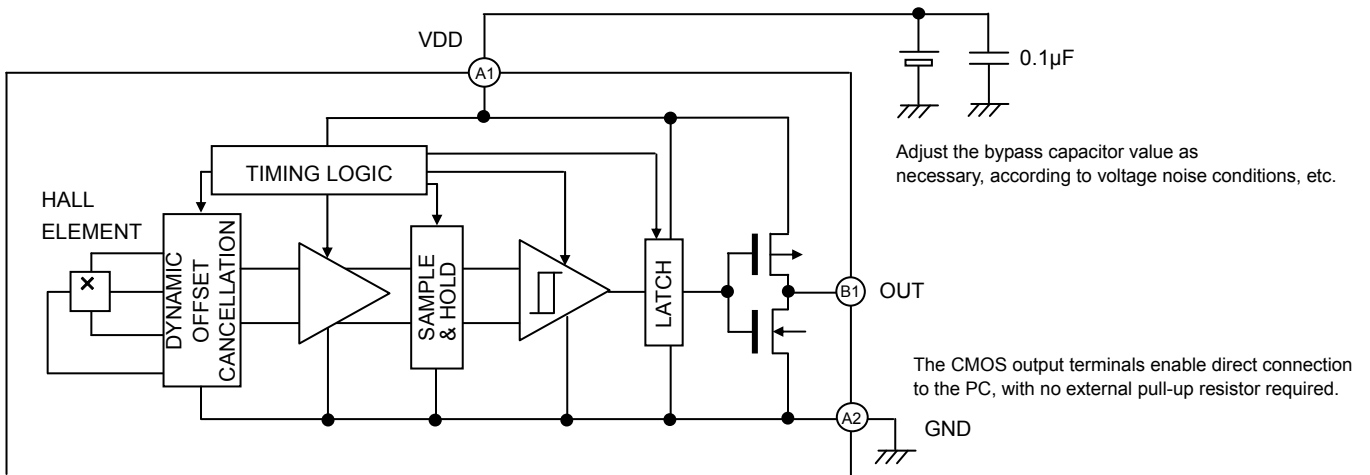 VDD
A1
0.1µF
Adjust the bypass capacitor value as
necessary, according to voltage noise conditions, etc.
TIMING LOGIC
HALL
ELEMENT
DYNAMIC
OFFSET
CANCELLATION
×
SAMPLE
& HOLD
LATCH
B1
OUT
The CMOS output terminals enable direct connection
to the PC, with no external pull-up resistor required.
A2
GND